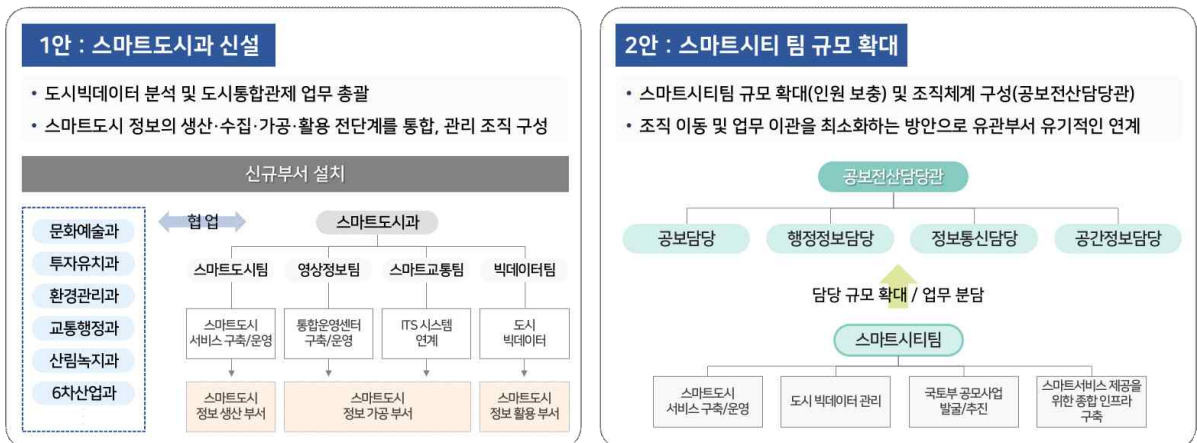 1안 : 스마트도시과 신설
• 도시빅데이터 분석 및 도시통합관제 업무 총괄
• 스마트도시 정보의 생산·수집·가공·활용 전단계를 통합, 관리 조직 구성
신규부서 설치
문화예술과
투자유치과
환경관리과
교통행정과
산림녹지과
6차산업과
협 업
스마트도시과
스마트도시팀
영상정보팀
스마트교통팀
빅데이터팀
스마트도시
서비스 구축/운영
통합운영센터
구축/운영
ITS 시스템
연계
도시
빅데이터
스마트도시
정보 생산 부서
스마트도시
정보 가공 부서
스마트도시
정보 활용 부서
2안 : 스마트시티 팀 규모 확대
• 스마트시티팀 규모 확대(인원 보충) 및 조직체계 구성(공보전산담당관)
• 조직 이동 및 업무 이관을 최소화하는 방안으로 유관부서 유기적인 연계
공보전산담당관
공보담당
행정정보담당
정보통신담당
공간정보담당
담당 규모 확대 / 업무 분담
스마트시티팀
스마트도시
서비스 구축/운영
도시 빅데이터 관리
국토부 공모사업
발굴/추진
스마트서비스 제공을
위한 종합 인프라
구축